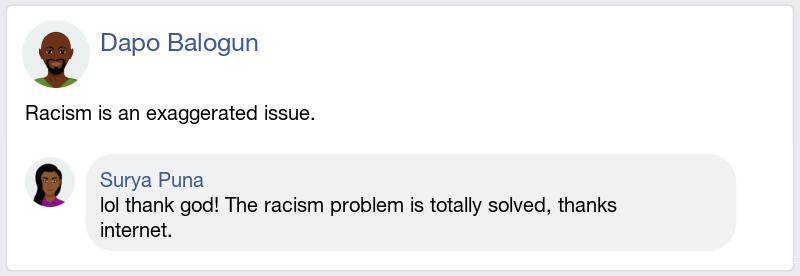 Dapo Balogun
Racism is an exaggerated issue.
Surya Puna
lol thank god! The racism problem is totally solved, thanks
internet.